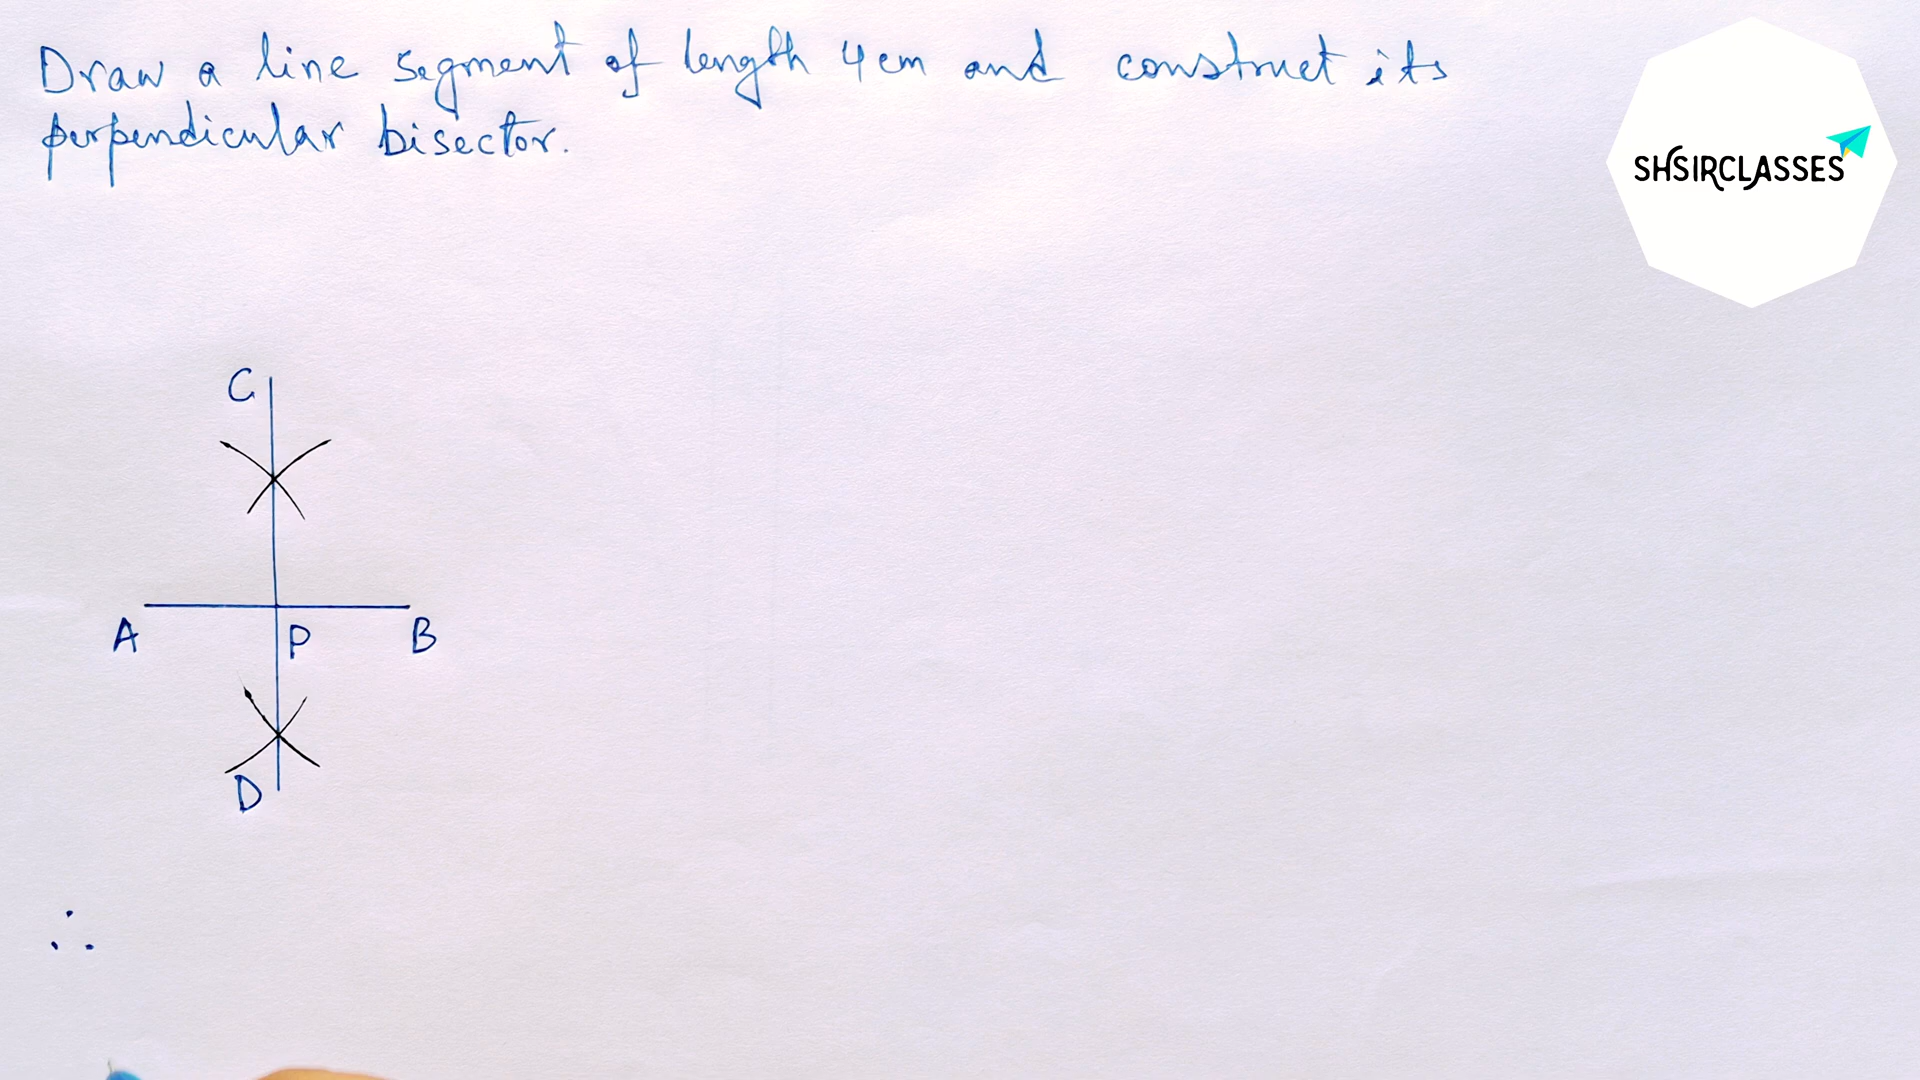 Draw a line segment of length 4 cm and construct its
perpendicular bisector.
SHSIRCLASSES
C
A P B
D
∴